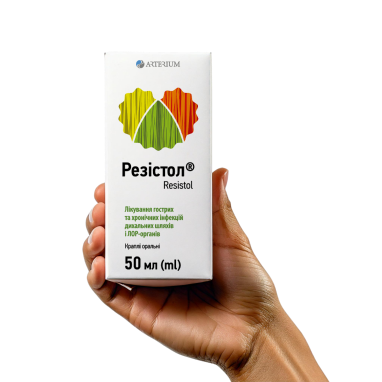 ARTERIUM
Резістол®
Resistol
Лікування гострих
та хронічних інфекцій
дихальних шляхів
і ЛОР-органів
Краплі оральні
50 мл (ml)